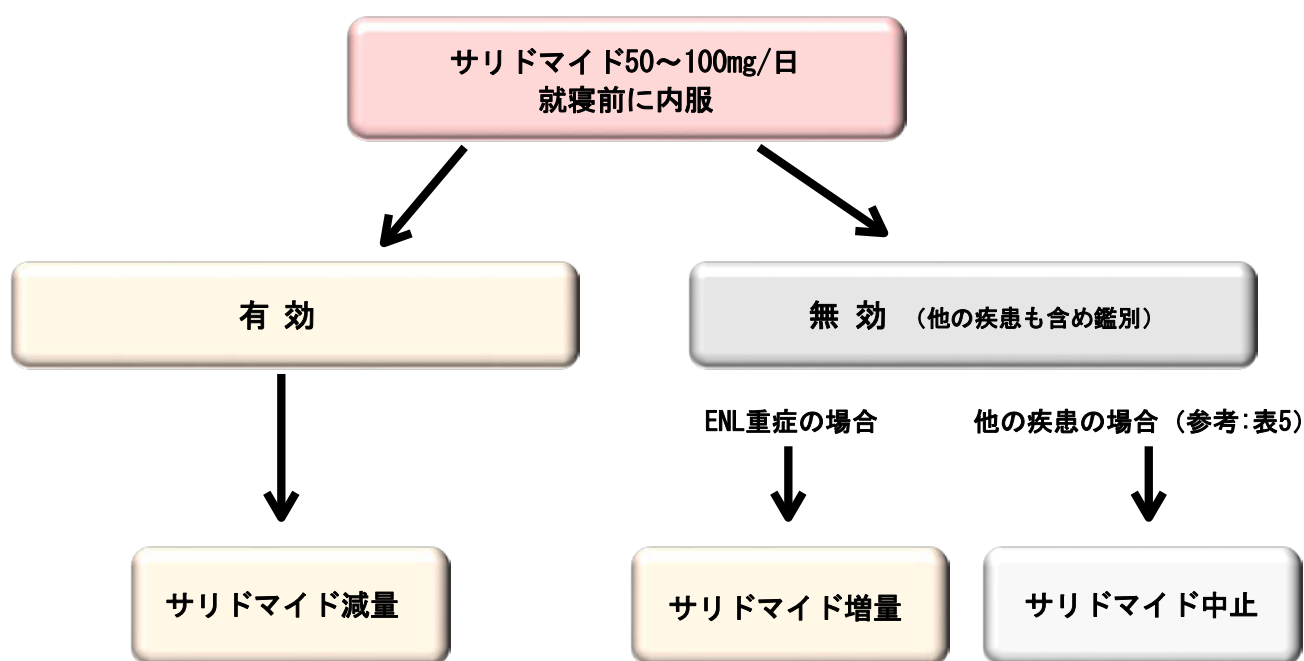 サリドマイド50～100mg/日
就寝前に内服
有 効
無 効 （他の疾患も含め鑑別）
ENL重症の場合
他の疾患の場合（参考:表5）
サリドマイド減量
サリドマイド増量
サリドマイド中止